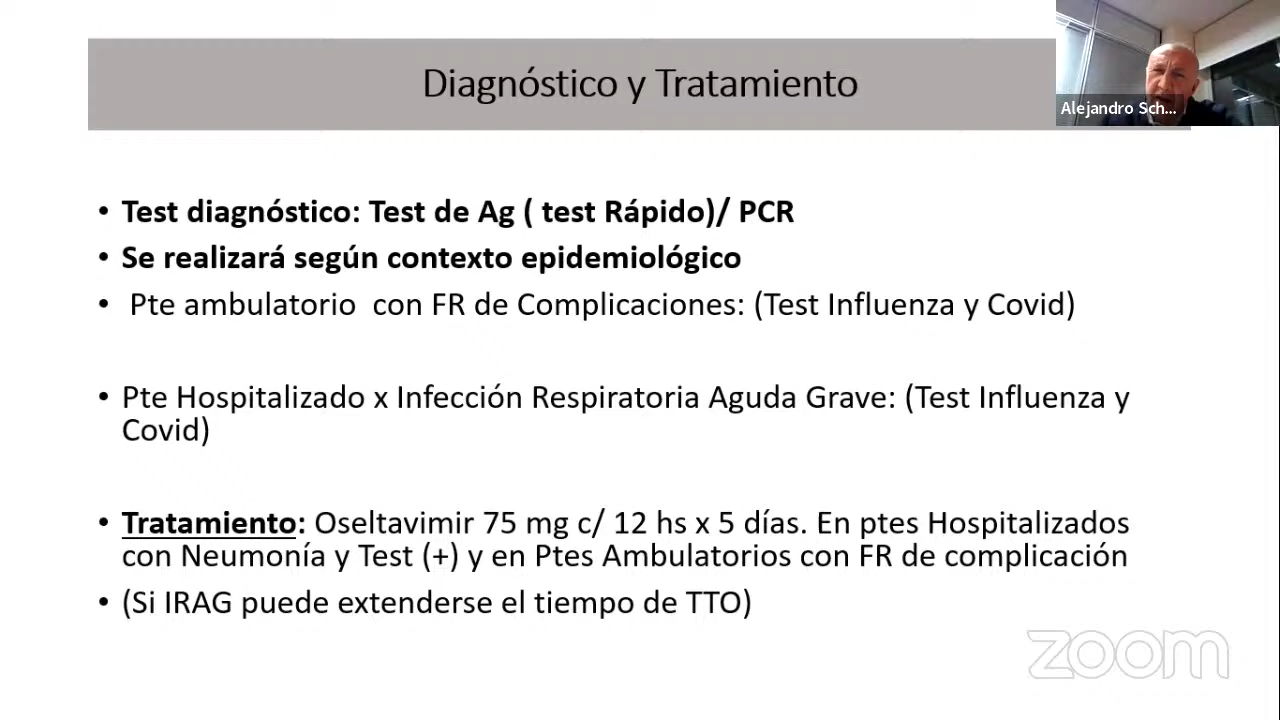 Diagnóstico y Tratamiento
Alejandro Sch...
• Test diagnóstico: Test de Ag ( test Rápido)/ PCR
• Se realizará según contexto epidemiológico
• Pte ambulatorio con FR de Complicaciones: (Test Influenza y Covid)
• Pte Hospitalizado x Infección Respiratoria Aguda Grave: (Test Influenza y
Covid)
• Tratamiento: Oseltavimir 75 mg c/ 12 hs x 5 días. En ptes Hospitalizados
con Neumonía y Test (+) y en Ptes Ambulatorios con FR de complicación
• (Si IRAG puede extenderse el tiempo de TTO)
zoom